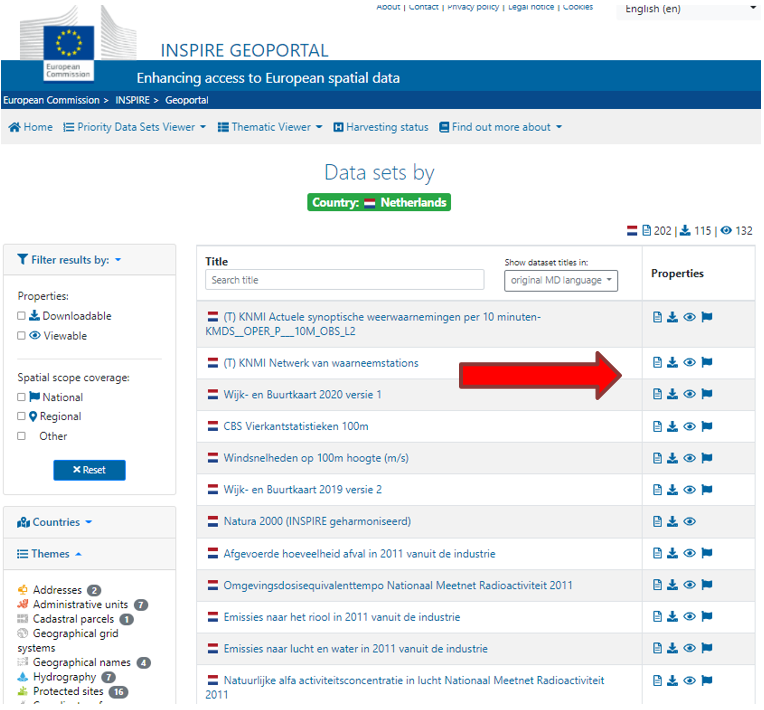 About | Contact | Privacy policy | Legal notice | Cookies
English (en)
European
Commission
INSPIRE GEOPORTAL
Enhancing access to European spatial data
European Commission > INSPIRE > Geoportal
Home Priority Data Sets Viewer Thematic Viewer Harvesting status Find out more about
Data sets by
Country: Netherlands
202 | 115 | 132
Filter results by:
Properties:
Downloadable
Viewable
Spatial scope coverage:
National
Regional
Other
× Reset
Countries
Themes
Addresses 2
Administrative units 7
Cadastral parcels 1
Geographical grid
systems
Geographical names 4
Hydrography 7
Protected sites 16
Title
Search title
Show dataset titles in:
original MD language
Properties
(T) KNMI Actuele synoptische weerwaarnemingen per 10 minuten-
KMDS__OPER_P___10M_OBS_L2
(T) KNMI Netwerk van waarneemstations
Wijk- en Buurtkaart 2020 versie 1
CBS Vierkantstatistieken 100m
Windsnelheden op 100m hoogte (m/s)
Wijk- en Buurtkaart 2019 versie 2
Natura 2000 (INSPIRE geharmoniseerd)
Afgevoerde hoeveelheid afval in 2011 vanuit de industrie
Omgevingsdosisequivalenttempo Nationaal Meetnet Radioactiviteit 2011
Emissies naar het riool in 2011 vanuit de industrie
Emissies naar lucht en water in 2011 vanuit de industrie
Natuurlijke alfa activiteitsconcentratie in lucht Nationaal Meetnet Radioactiviteit
2011